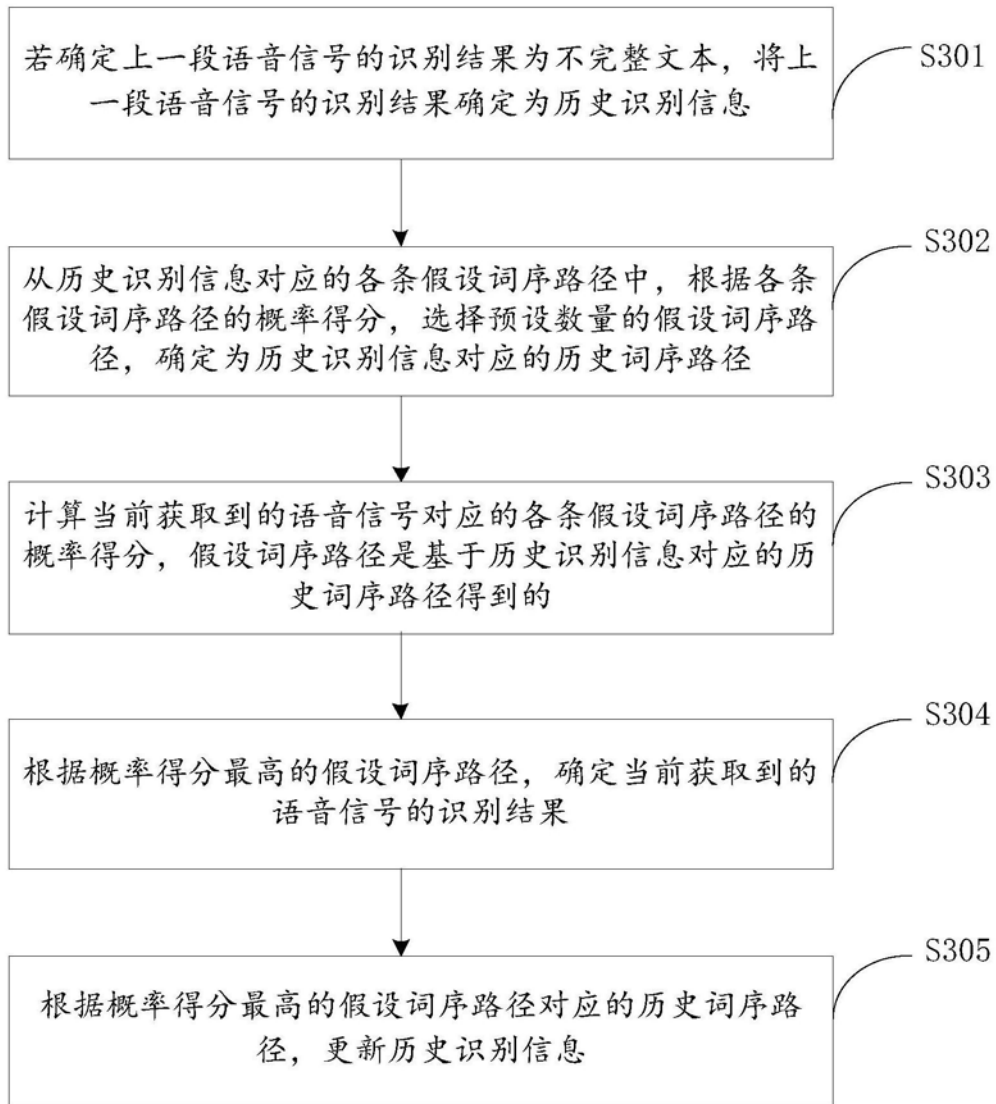 若确定上一段语音信号的识别结果为不完整文本，将上
一段语音信号的识别结果确定为历史识别信息
S301
从历史识别信息对应的各条假设词序路径中，根据各条
假设词序路径的概率得分，选择预设数量的假设词序路
径，确定为历史识别信息对应的历史词序路径
S302
计算当前获取到的语音信号对应的各条假设词序路径的
概率得分，假设词序路径是基于历史识别信息对应的历
史词序路径得到的
S303
根据概率得分最高的假设词序路径，确定当前获取到的
语音信号的识别结果
S304
根据概率得分最高的假设词序路径对应的历史词序路
径，更新历史识别信息
S305